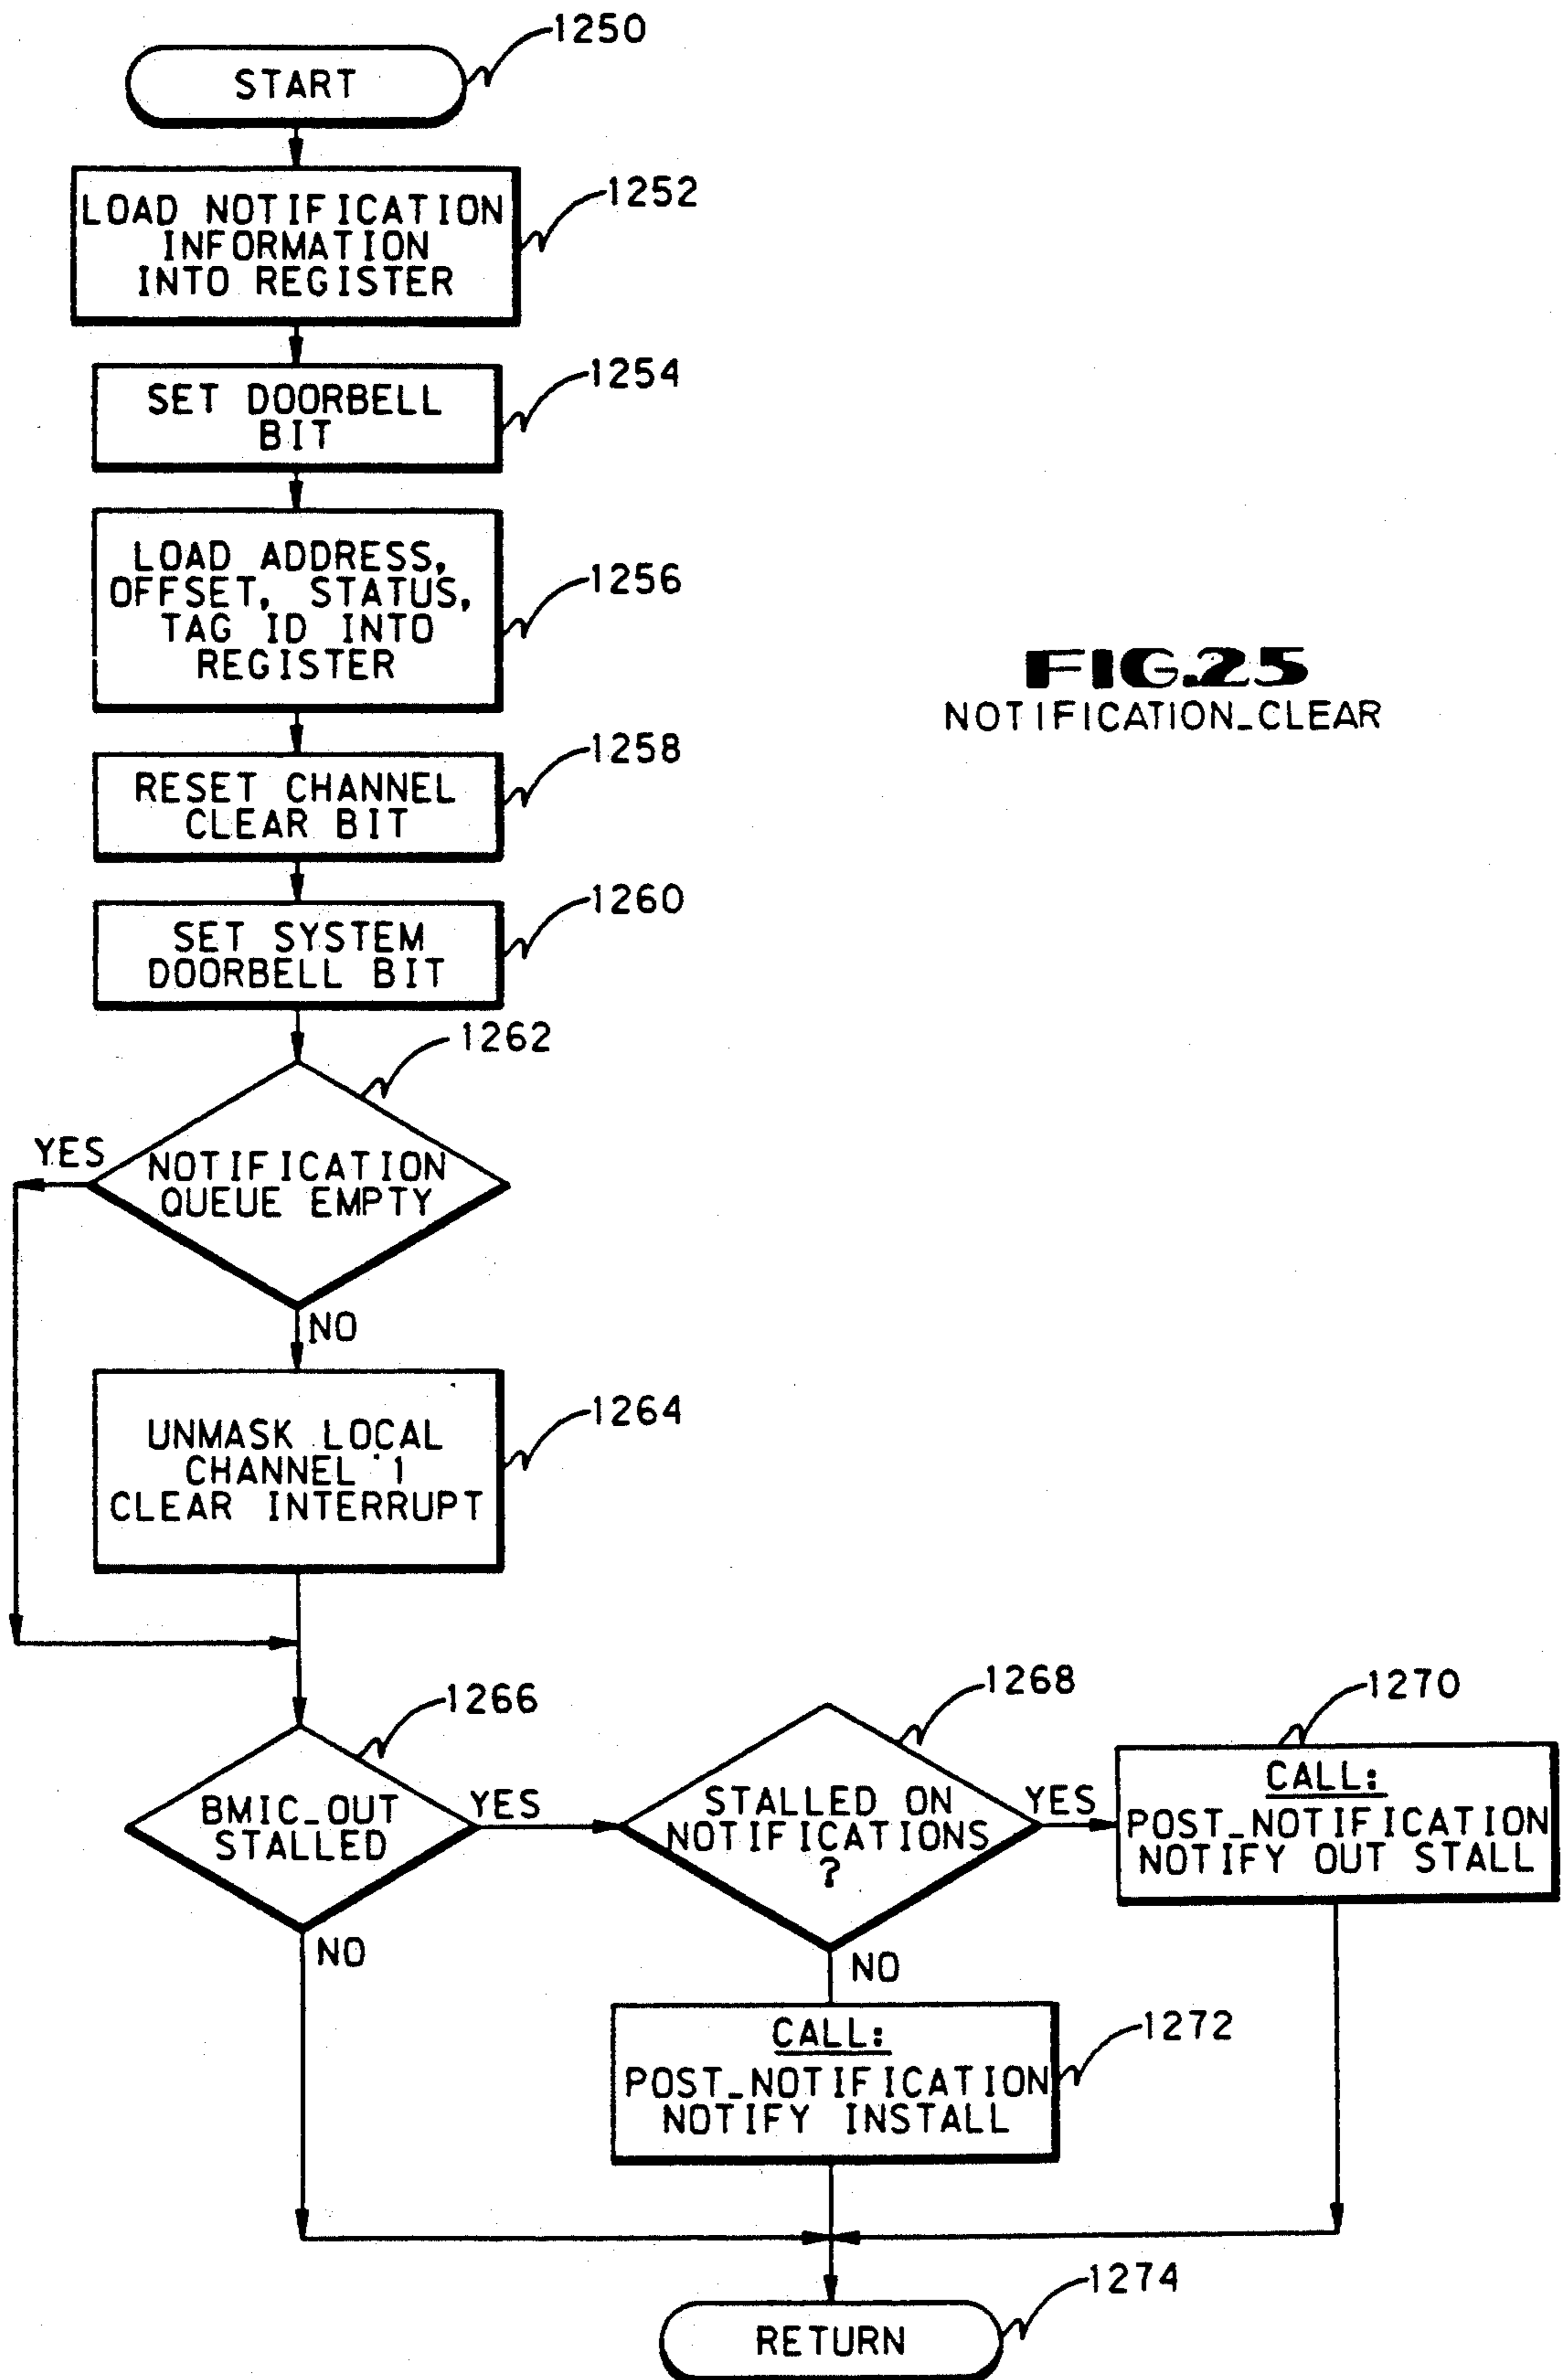 1250
START
1252
LOAD NOTIFICATION
INFORMATION
INTO REGISTER
1254
SET DOORBELL
BIT
1256
LOAD ADDRESS,
OFFSET, STATUS,
TAG ID INTO
REGISTER
FIG.25
NOTIFICATION_CLEAR
1258
RESET CHANNEL
CLEAR BIT
1260
SET SYSTEM
DOORBELL BIT
1262
YES
NOTIFICATION
QUEUE EMPTY
NO
1264
UNMASK LOCAL
CHANNEL 1
CLEAR INTERRUPT
1266
BMIC_OUT
STALLED
YES
NO
1268
STALLED ON
NOTIFICATIONS
?
YES
NO
1270
CALL:
POST_NOTIFICATION
NOTIFY OUT STALL
1272
CALL:
POST_NOTIFICATION
NOTIFY INSTALL
1274
RETURN